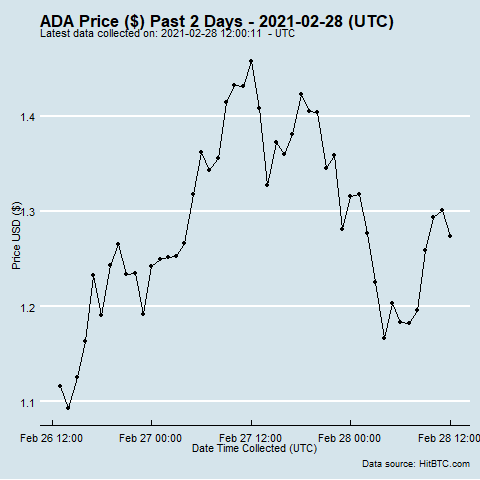 ADA Price ($) Past 2 Days - 2021-02-28 (UTC)
Latest data collected on: 2021-02-28 12:00:11 - UTC
1.4
1.3
1.2
1.1
Price USD ($)
Feb 26 12:00 Feb 27 00:00 Feb 27 12:00 Feb 28 00:00 Feb 28 12:00
Date Time Collected (UTC)
Data source: HitBTC.com